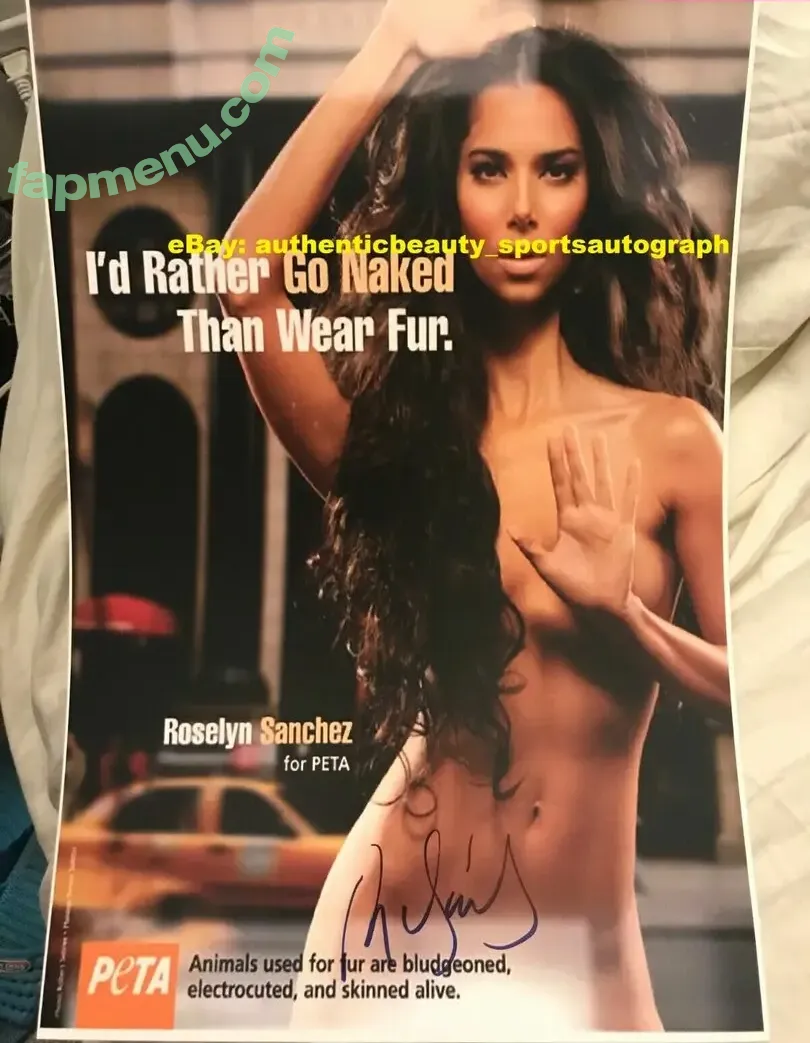 fapmenu.com
eBay: authenticbeauty_sportsautograph
I'd Rather Go Naked
Than Wear Fur.
Roselyn Sanchez
for PETA
PETA
Animals used for fur are bludgeoned,
electrocuted, and skinned alive.